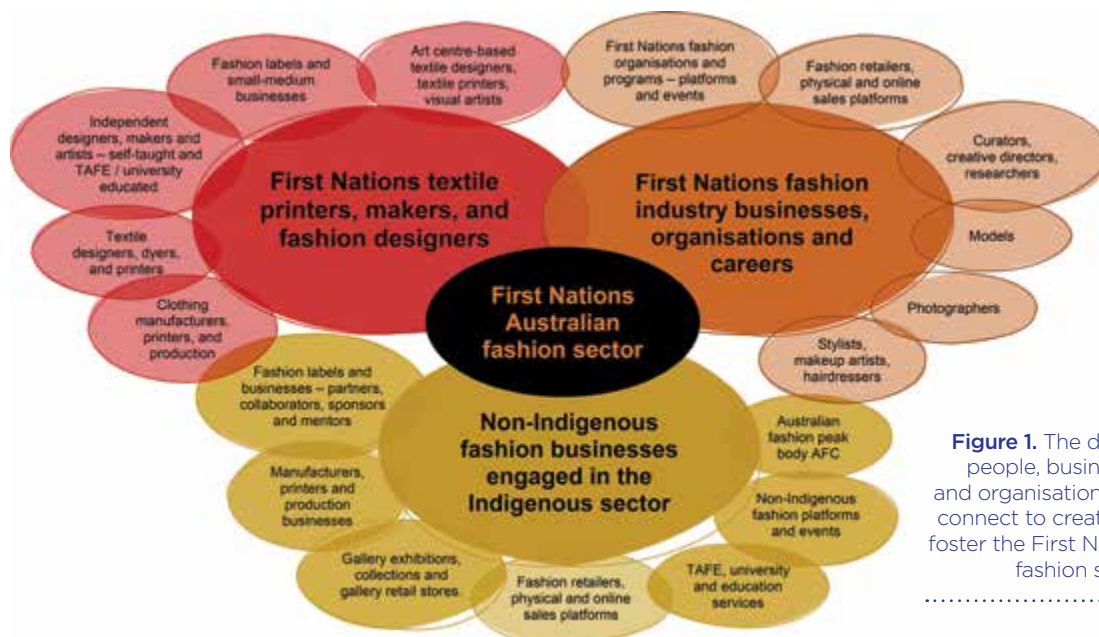 Fashion labels and
small-medium
businesses
Art centre-based
textile designers,
textile printers,
visual artists
First Nations fashion
organisations and
programs – platforms
and events
Fashion retailers,
physical and online
sales platforms
Independent
designers, makers and
artists – self-taught and
TAFE / university
educated
Curators,
creative directors,
researchers
First Nations textile
printers, makers, and
fashion designers
First Nations fashion
industry businesses,
organisations and
careers
Textile
designers, dyers,
and printers
Models
Clothing
manufacturers,
printers, and
production
Photographers
First Nations
Australian
fashion sector
Stylists,
makeup artists,
hairdressers
Fashion labels and
businesses – partners,
collaborators, sponsors
and mentors
Non-Indigenous
fashion businesses
engaged in the
Indigenous sector
Australian
fashion peak
body AFC
Manufacturers,
printers and
production
businesses
Non-Indigenous
fashion platforms
and events
Gallery exhibitions,
collections and
gallery retail stores.
Fashion retailers,
physical and online
sales platforms
TAFE, university
and education
services
Figure 1. The d
people, busin
and organisation
connect to creat
foster the First N
fashion s